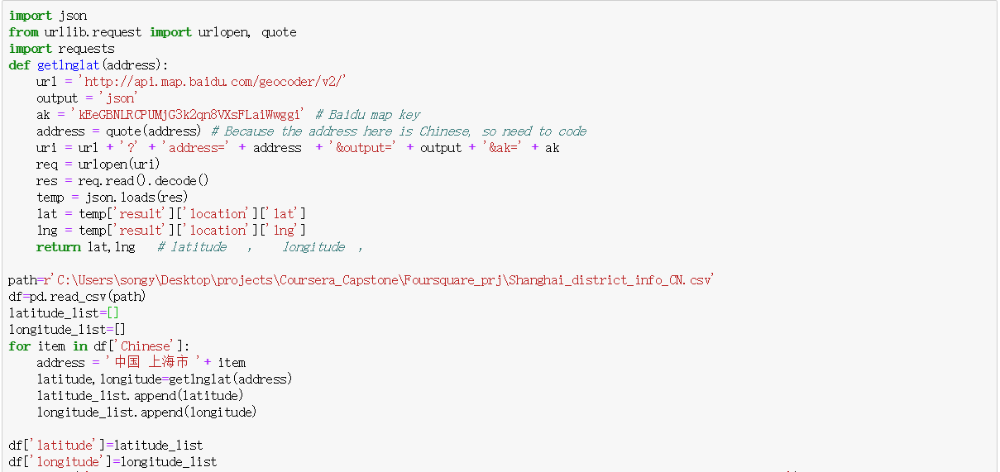 import json
from urllib.request import urlopen, quote
import requests
def getlnglat(address):
    url = 'http://api.map.baidu.com/geocoder/v2/'
    output = 'json'
    ak = 'kEeGBNLRCPUMjG3k2qn8VXsFLaiWwggi' # Baidu map key
    address = quote(address) # Because the address here is Chinese, so need to code
    uri = url + '?' + 'address=' + address  + '&output=' + output + '&ak=' + ak
    req = urlopen(uri)
    res = req.read().decode()
    temp = json.loads(res)
    lat = temp['result']['location']['lat']
    lng = temp['result']['location']['lng']
    return lat,lng   # latitude  ,   longitude ,
path=r'C:\Users\songy\Desktop\projects\Coursera_Capstone\Foursquare_prj\Shanghai_district_info_CN.csv'
df=pd.read_csv(path)
latitude_list=[]
longitude_list=[]
for item in df['Chinese']:
    address = '中国 上海市 '+ item
    latitude,longitude=getlnglat(address)
    latitude_list.append(latitude)
    longitude_list.append(longitude)
df['latitude']=latitude_list
df['longitude']=longitude_list